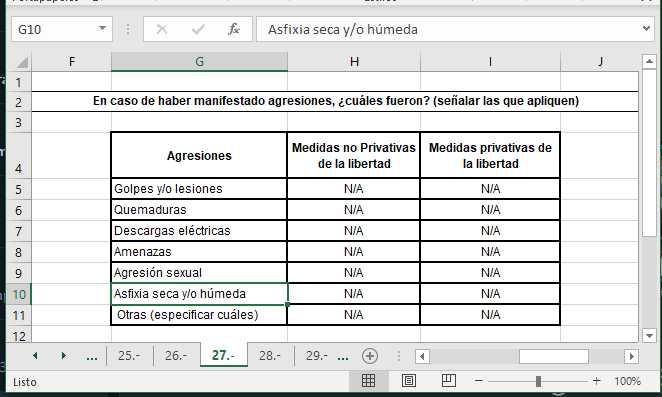 G10
fx
Asfixia seca y/o húmeda
F G H I J
1
2 En caso de haber manifestado agresiones, ¿cuáles fueron? (señalar las que apliquen)
3
4 Agresiones Medidas no Privativas de la libertad Medidas privativas de la libertad
5 Golpes y/o lesiones N/A N/A
6 Quemaduras N/A N/A
7 Descargas eléctricas N/A N/A
8 Amenazas N/A N/A
9 Agresión sexual N/A N/A
10 Asfixia seca y/o húmeda N/A N/A
11 Otras (especificar cuáles) N/A N/A
12
... 25.- 26.- 27.- 28.- 29.- ...
Listo 100%